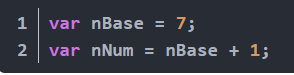 1 var nBase = 7;
2 var nNum = nBase + 1;